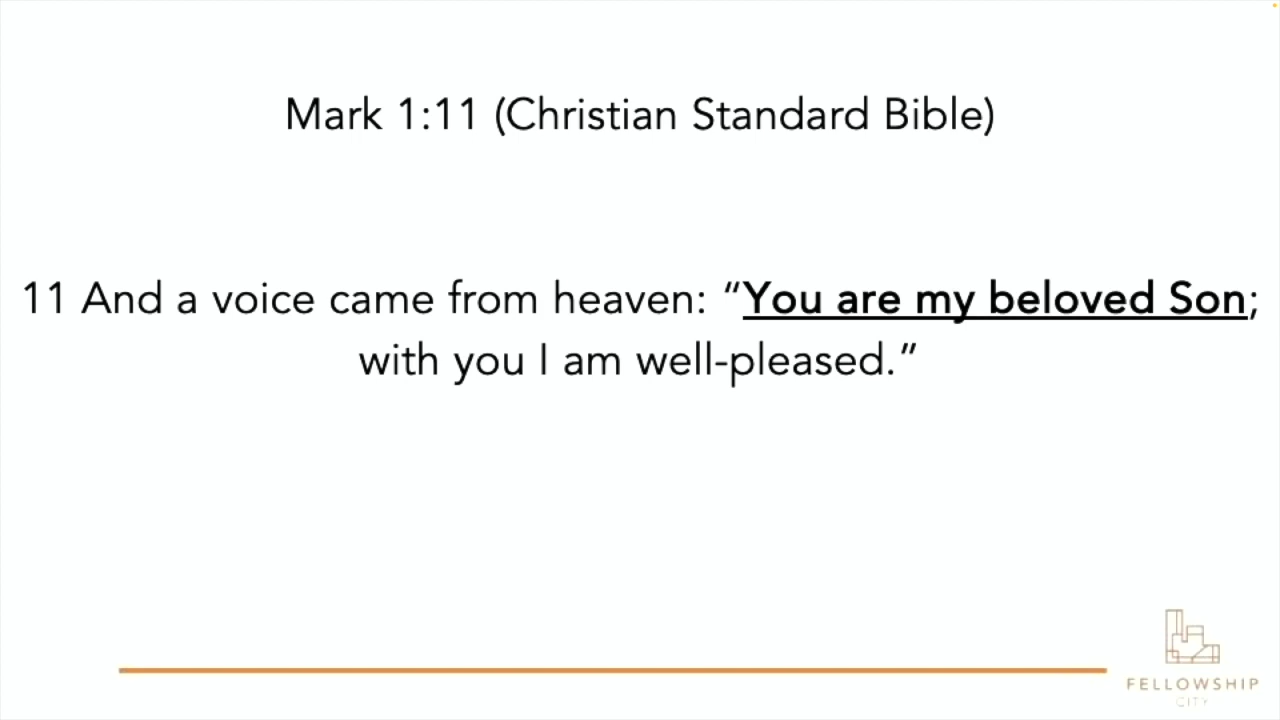 Mark 1:11 (Christian Standard Bible)
11 And a voice came from heaven: “You are my beloved Son;
with you I am well-pleased.”
FELLOWSHIP
CITY